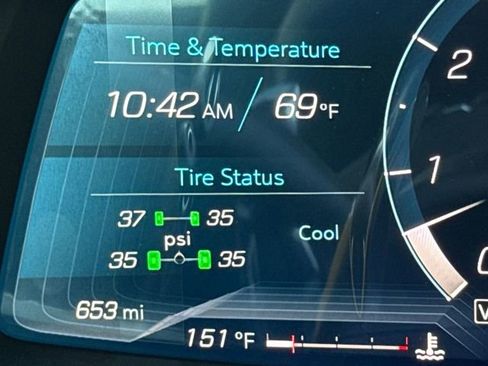 Time & Temperature
10:42 AM / 69°F
2
Tire Status
1
37 35
psi
Cool
35 35
653 mi
151°F